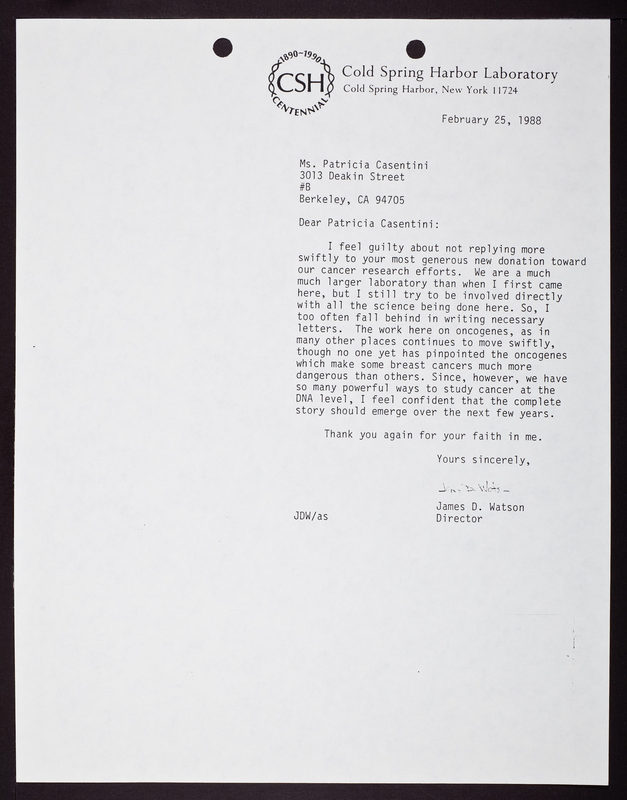 1890-1990
CSH
CENTENNIAL
Cold Spring Harbor Laboratory
Cold Spring Harbor, New York 11724
February 25, 1988
Ms. Patricia Casentini
3013 Deakin Street
#B
Berkeley, CA 94705
Dear Patricia Casentini:
I feel guilty about not replying more
swiftly to your most generous new donation toward
our cancer research efforts. We are a much
much larger laboratory than when I first came
here, but I still try to be involved directly
with all the science being done here. So, I
too often fall behind in writing necessary
letters. The work here on oncogenes, as in
many other places continues to move swiftly,
though no one yet has pinpointed the oncogenes
which make some breast cancers much more
dangerous than others. Since, however, we have
so many powerful ways to study cancer at the
DNA level, I feel confident that the complete
story should emerge over the next few years.
Thank you again for your faith in me.
Yours sincerely,
James D. Watson
JDW/as
Director